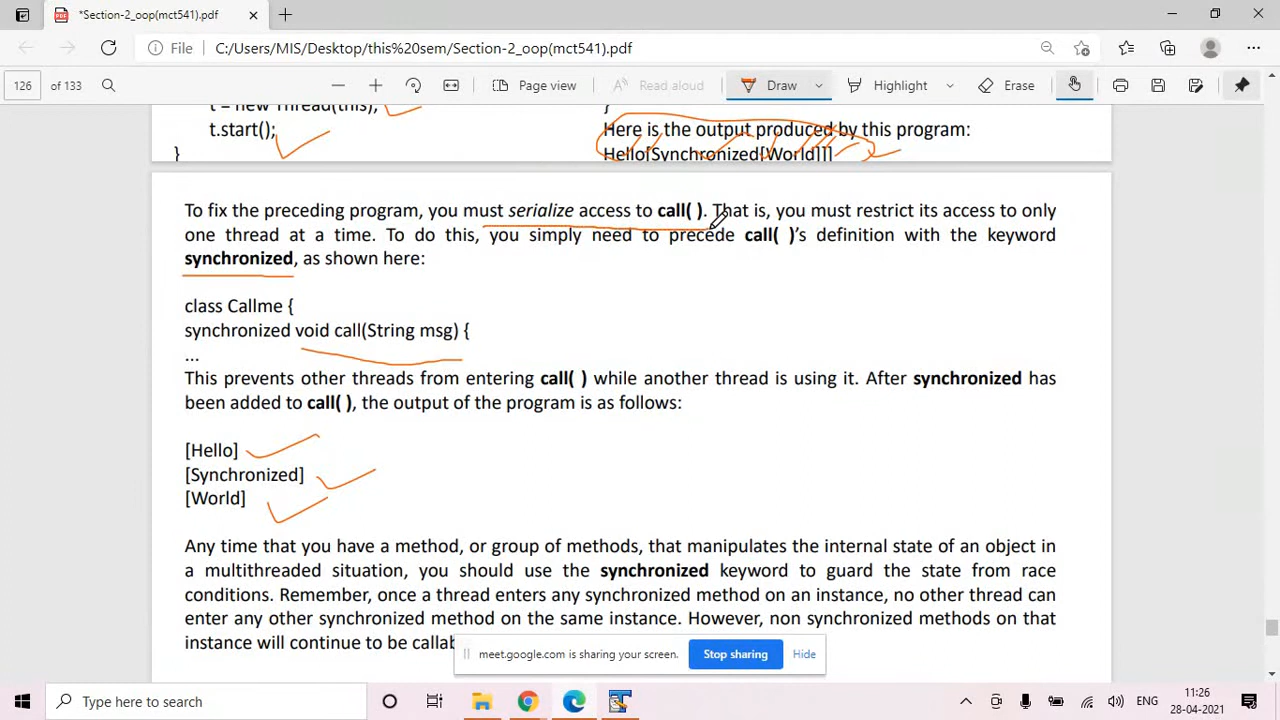 *Section-2_oop(mct541).pdf
File C:/Users/MIS/Desktop/this%20sem/Section-2_oop(mct541).pdf
126 of 133 Page view Read aloud Draw Highlight Erase
t = new Thread(this); }
t.start(); Here is the output produced by this program:
} Hello[Synchronized[World]]]
To fix the preceding program, you must serialize access to call( ). That is, you must restrict its access to only
one thread at a time. To do this, you simply need to precede call( )'s definition with the keyword
synchronized, as shown here:
class Callme {
synchronized void call(String msg) {
...
This prevents other threads from entering call( ) while another thread is using it. After synchronized has
been added to call( ), the output of the program is as follows:
[Hello]
[Synchronized]
[World]
Any time that you have a method, or group of methods, that manipulates the internal state of an object in
a multithreaded situation, you should use the synchronized keyword to guard the state from race
conditions. Remember, once a thread enters any synchronized method on an instance, no other thread can
enter any other synchronized method on the same instance. However, non synchronized methods on that
instance will continue to be
meet.google.com is sharing your screen. Stop sharing Hide
Type here to search ENG 11:26
28-04-2021